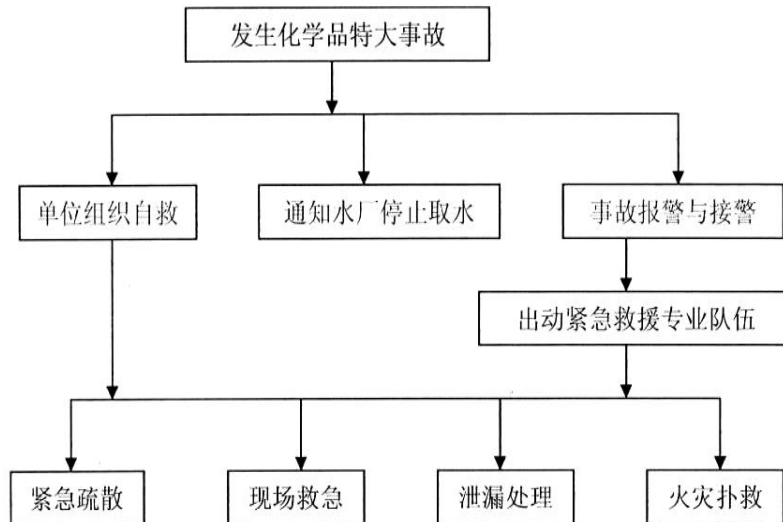 发生化学品特大事故
单位组织自救
通知水厂停止取水
事故报警与接警
出动紧急救援专业队伍
紧急疏散
现场救急
泄漏处理
火灾扑救